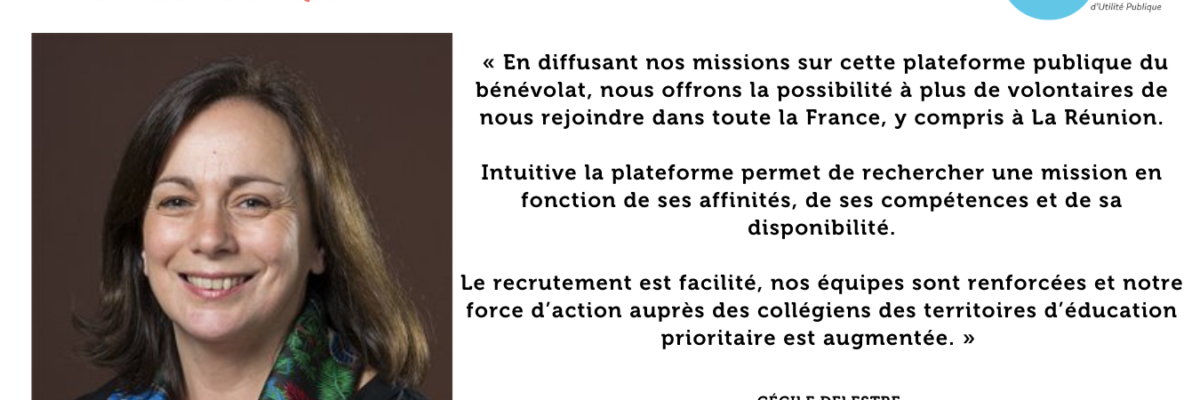 d'Utilité Publique
« En diffusant nos missions sur cette plateforme publique du
bénévolat, nous offrons la possibilité à plus de volontaires de
nous rejoindre dans toute la France, y compris à La Réunion.
Intuitive la plateforme permet de rechercher une mission en
fonction de ses affinités, de ses compétences et de sa
disponibilité.
Le recrutement est facilité, nos équipes sont renforcées et notre
force d’action auprès des collégiens des territoires d’éducation
prioritaire est augmentée. »
CÉCILE DELESTRE